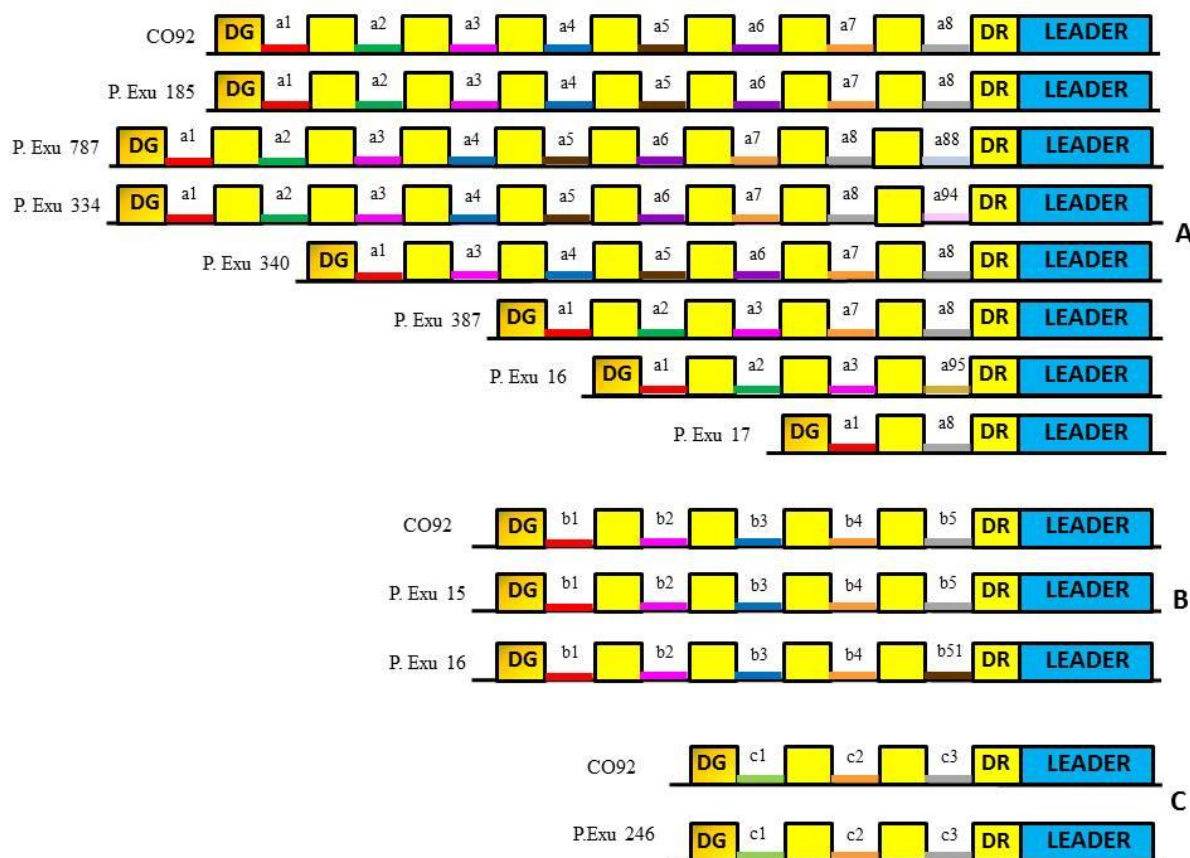 a1 a2 a3 a4 a5 a6 a7 a8
CO92 DG DR LEADER
a1 a2 a3 a4 a5 a6 a7 a8
P. Exu 185 DG DR LEADER
a1 a2 a3 a4 a5 a6 a7 a8 a88
P. Exu 787 DG DR LEADER
a1 a2 a3 a4 a5 a6 a7 a8 a94
P. Exu 334 DG DR LEADER
A
a1 a3 a4 a5 a6 a7 a8
P. Exu 340 DG DR LEADER
a1 a2 a3 a7 a8
P. Exu 387 DG DR LEADER
a1 a2 a3 a95
P. Exu 16 DG DR LEADER
a1 a8
P. Exu 17 DG DR LEADER
b1 b2 b3 b4 b5
CO92 DG DR LEADER
b1 b2 b3 b4 b5
P. Exu 15 DG DR LEADER
B
b1 b2 b3 b4 b51
P. Exu 16 DG DR LEADER
c1 c2 c3
CO92 DG DR LEADER
C
c1 c2 c3
P.Exu 246 DG DR LEADER